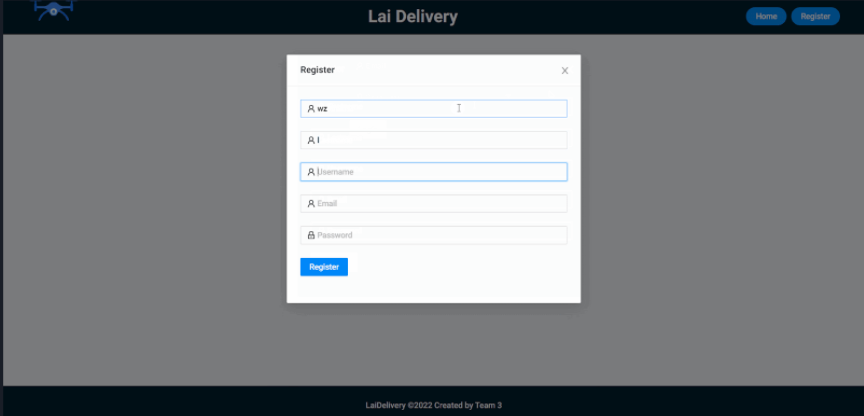 Lai Delivery
Home
Register
Register
wz
l
Username
Email
Password
Register
LaiDelivery ©2022 Created by Team 3